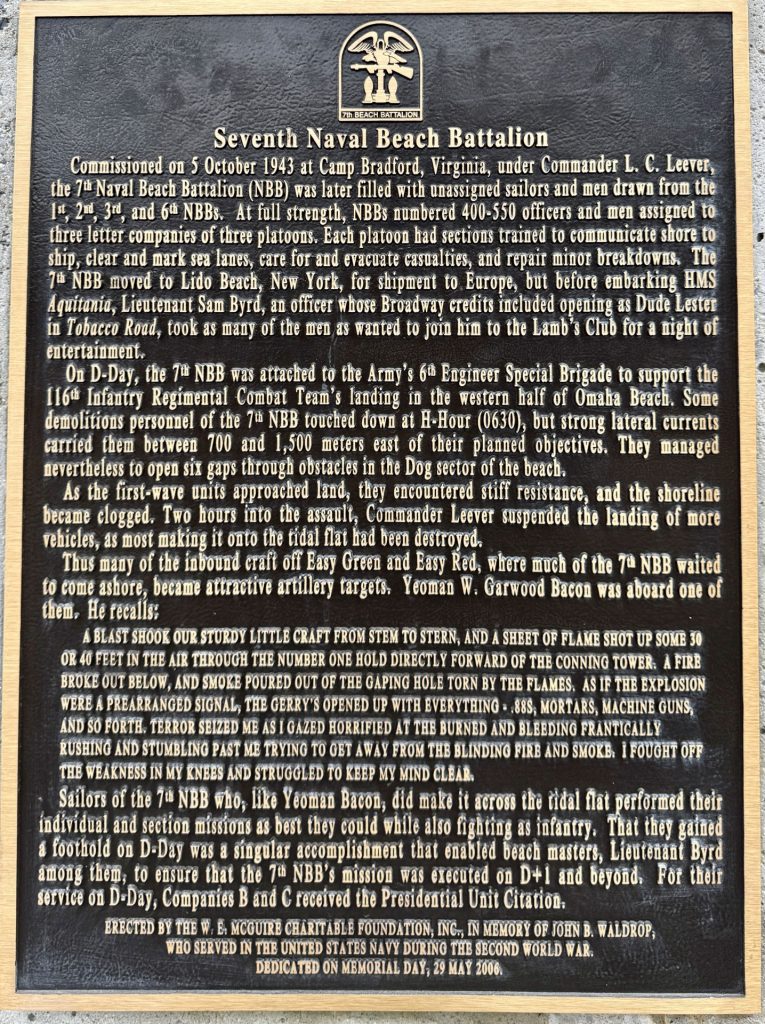 7th BEACH BATTALION
Seventh Naval Beach Battalion
Commissioned on 5 October 1943 at Camp Bradford, Virginia, under Commander L. C. Leever,
the 7th Naval Beach Battalion (NBB) was later filled with unassigned sailors and men drawn from the
1st, 2nd, 3rd, and 6th NBBs. At full strength, NBBs numbered 400-550 officers and men assigned to
three letter companies of three platoons. Each platoon had sections trained to communicate shore to
ship, clear and mark sea lanes, care for and evacuate casualties, and repair minor breakdowns. The
7th NBB moved to Lido Beach, New York, for shipment to Europe, but before embarking HMS
Aquitania, Lieutenant Sam Byrd, an officer whose Broadway credits included opening as Dude Lester
in Tobacco Road, took as many of the men as wanted to join him to the Lamb's Club for a night of
entertainment.
On D-Day, the 7th NBB was attached to the Army's 6th Engineer Special Brigade to support the
116th Infantry Regimental Combat Team's landing in the western half of Omaha Beach. Some
demolitions personnel of the 7th NBB touched down at H-Hour (0630), but strong lateral currents
carried them between 700 and 1,500 meters east of their planned objectives. They managed
nevertheless to open six gaps through obstacles in the Dog sector of the beach.
As the first-wave units approached land, they encountered stiff resistance, and the shoreline
became clogged. Two hours into the assault, Commander Leever suspended the landing of more
vehicles, as most making it onto the tidal flat had been destroyed.
Thus many of the inbound craft off Easy Green and Easy Red, where much of the 7th NBB waited
to come ashore, became attractive artillery targets. Yeoman W. Garwood Bacon was aboard one of
them. He recalls:
A BLAST SHOOK OUR STURDY LITTLE CRAFT FROM STEM TO STERN, AND A SHEET OF FLAME SHOT UP SOME 30
OR 40 FEET IN THE AIR THROUGH THE NUMBER ONE HOLD DIRECTLY FORWARD OF THE CONNING TOWER. A FIRE
BROKE OUT BELOW, AND SMOKE POURED OUT OF THE GAPING HOLE TORN BY THE FLAMES. AS IF THE EXPLOSION
WERE A PREARRANGED SIGNAL, THE GERRY'S OPENED UP WITH EVERYTHING - .88S, MORTARS, MACHINE GUNS,
AND SO FORTH. TERROR SEIZED ME AS I GAZED HORRIFIED AT THE BURNED AND BLEEDING FRANTICALLY
RUSHING AND STUMBLING PAST ME TRYING TO GET AWAY FROM THE BLINDING FIRE AND SMOKE. I FOUGHT OFF
THE WEAKNESS IN MY KNEES AND STRUGGLED TO KEEP MY MIND CLEAR.
Sailors of the 7th NBB who, like Yeoman Bacon, did make it across the tidal flat performed their
individual and section missions as best they could while also fighting as infantry. That they gained
a foothold on D-Day was a singular accomplishment that enabled beach masters, Lieutenant Byrd
among them, to ensure that the 7th NBB's mission was executed on D+1 and beyond. For their
service on D-Day, Companies B and C received the Presidential Unit Citation.
ERECTED BY THE W. E. MCGUIRE CHARITABLE FOUNDATION, INC., IN MEMORY OF JOHN B. WALDROP,
WHO SERVED IN THE UNITED STATES NAVY DURING THE SECOND WORLD WAR.
DEDICATED ON MEMORIAL DAY, 29 MAY 2006.